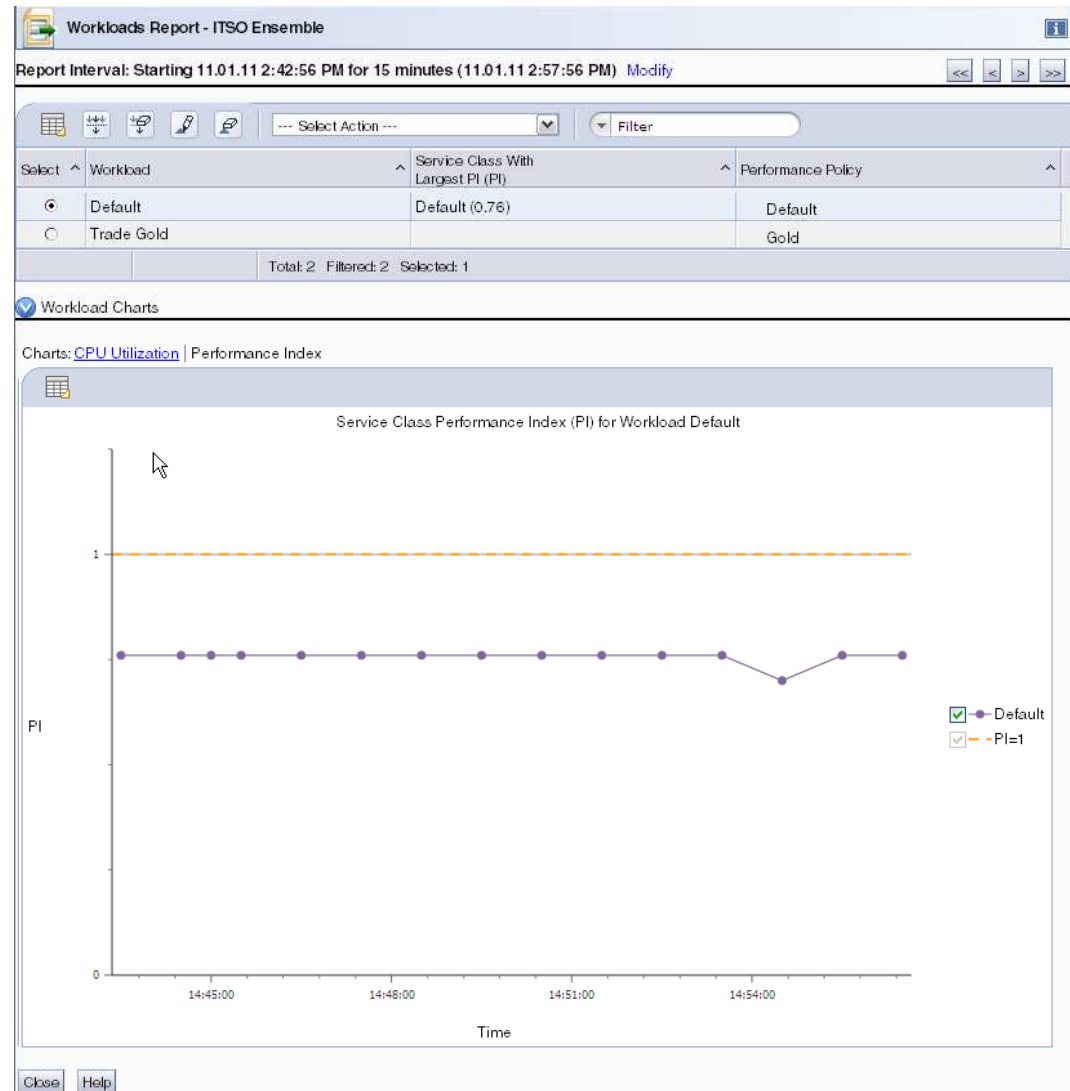 Workloads Report - ITSO Ensemble
i
Report Interval: Starting 11.01.11 2:42:56 PM for 15 minutes (11.01.11 2:57:56 PM) Modify
<< < > >>
--- Select Action --- Filter
Select ^ Workload ^ Service Class With Largest PI (PI) ^ Performance Policy ^
Default Default (0.76) Default
Trade Gold Gold
Total: 2 Filtered: 2 Selected: 1
Workload Charts
Charts: CPU Utilization | Performance Index
Service Class Performance Index (PI) for Workload Default
1
PI
Default
PI=1
0
14:45:00 14:48:00 14:51:00 14:54:00
Time
Close Help